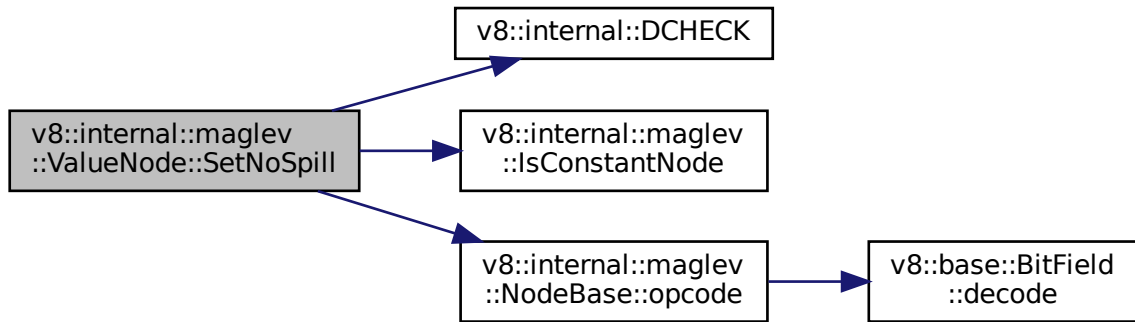 v8::internal::DCHECK
v8::internal::maglev
::ValueNode::SetNoSpill
v8::internal::maglev
::IsConstantNode
v8::internal::maglev
::NodeBase::opcode
v8::base::BitField
::decode